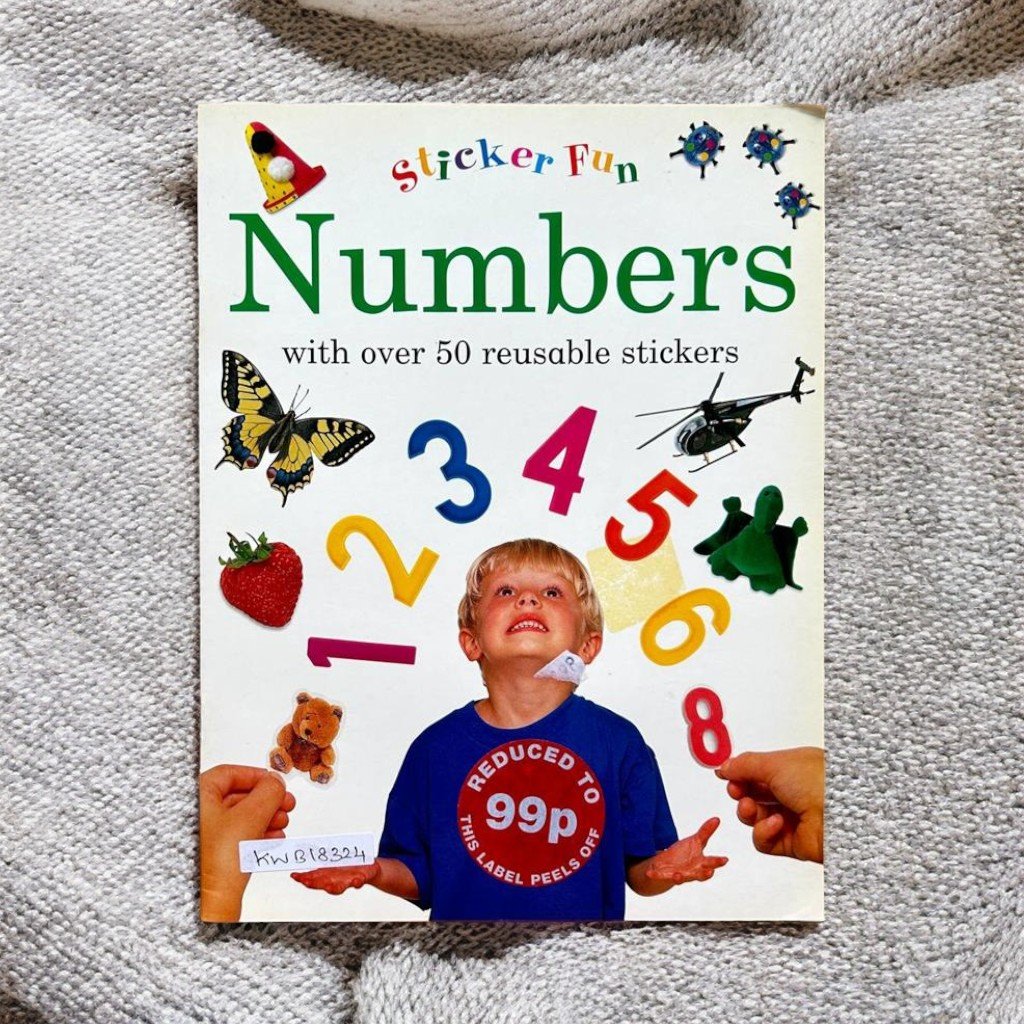 Sticker Fun
Numbers
with over 50 reusable stickers
3
4
5
2
6
1
8
REDUCED TO
99p
THIS LABEL PEELS OFF
KWB18324